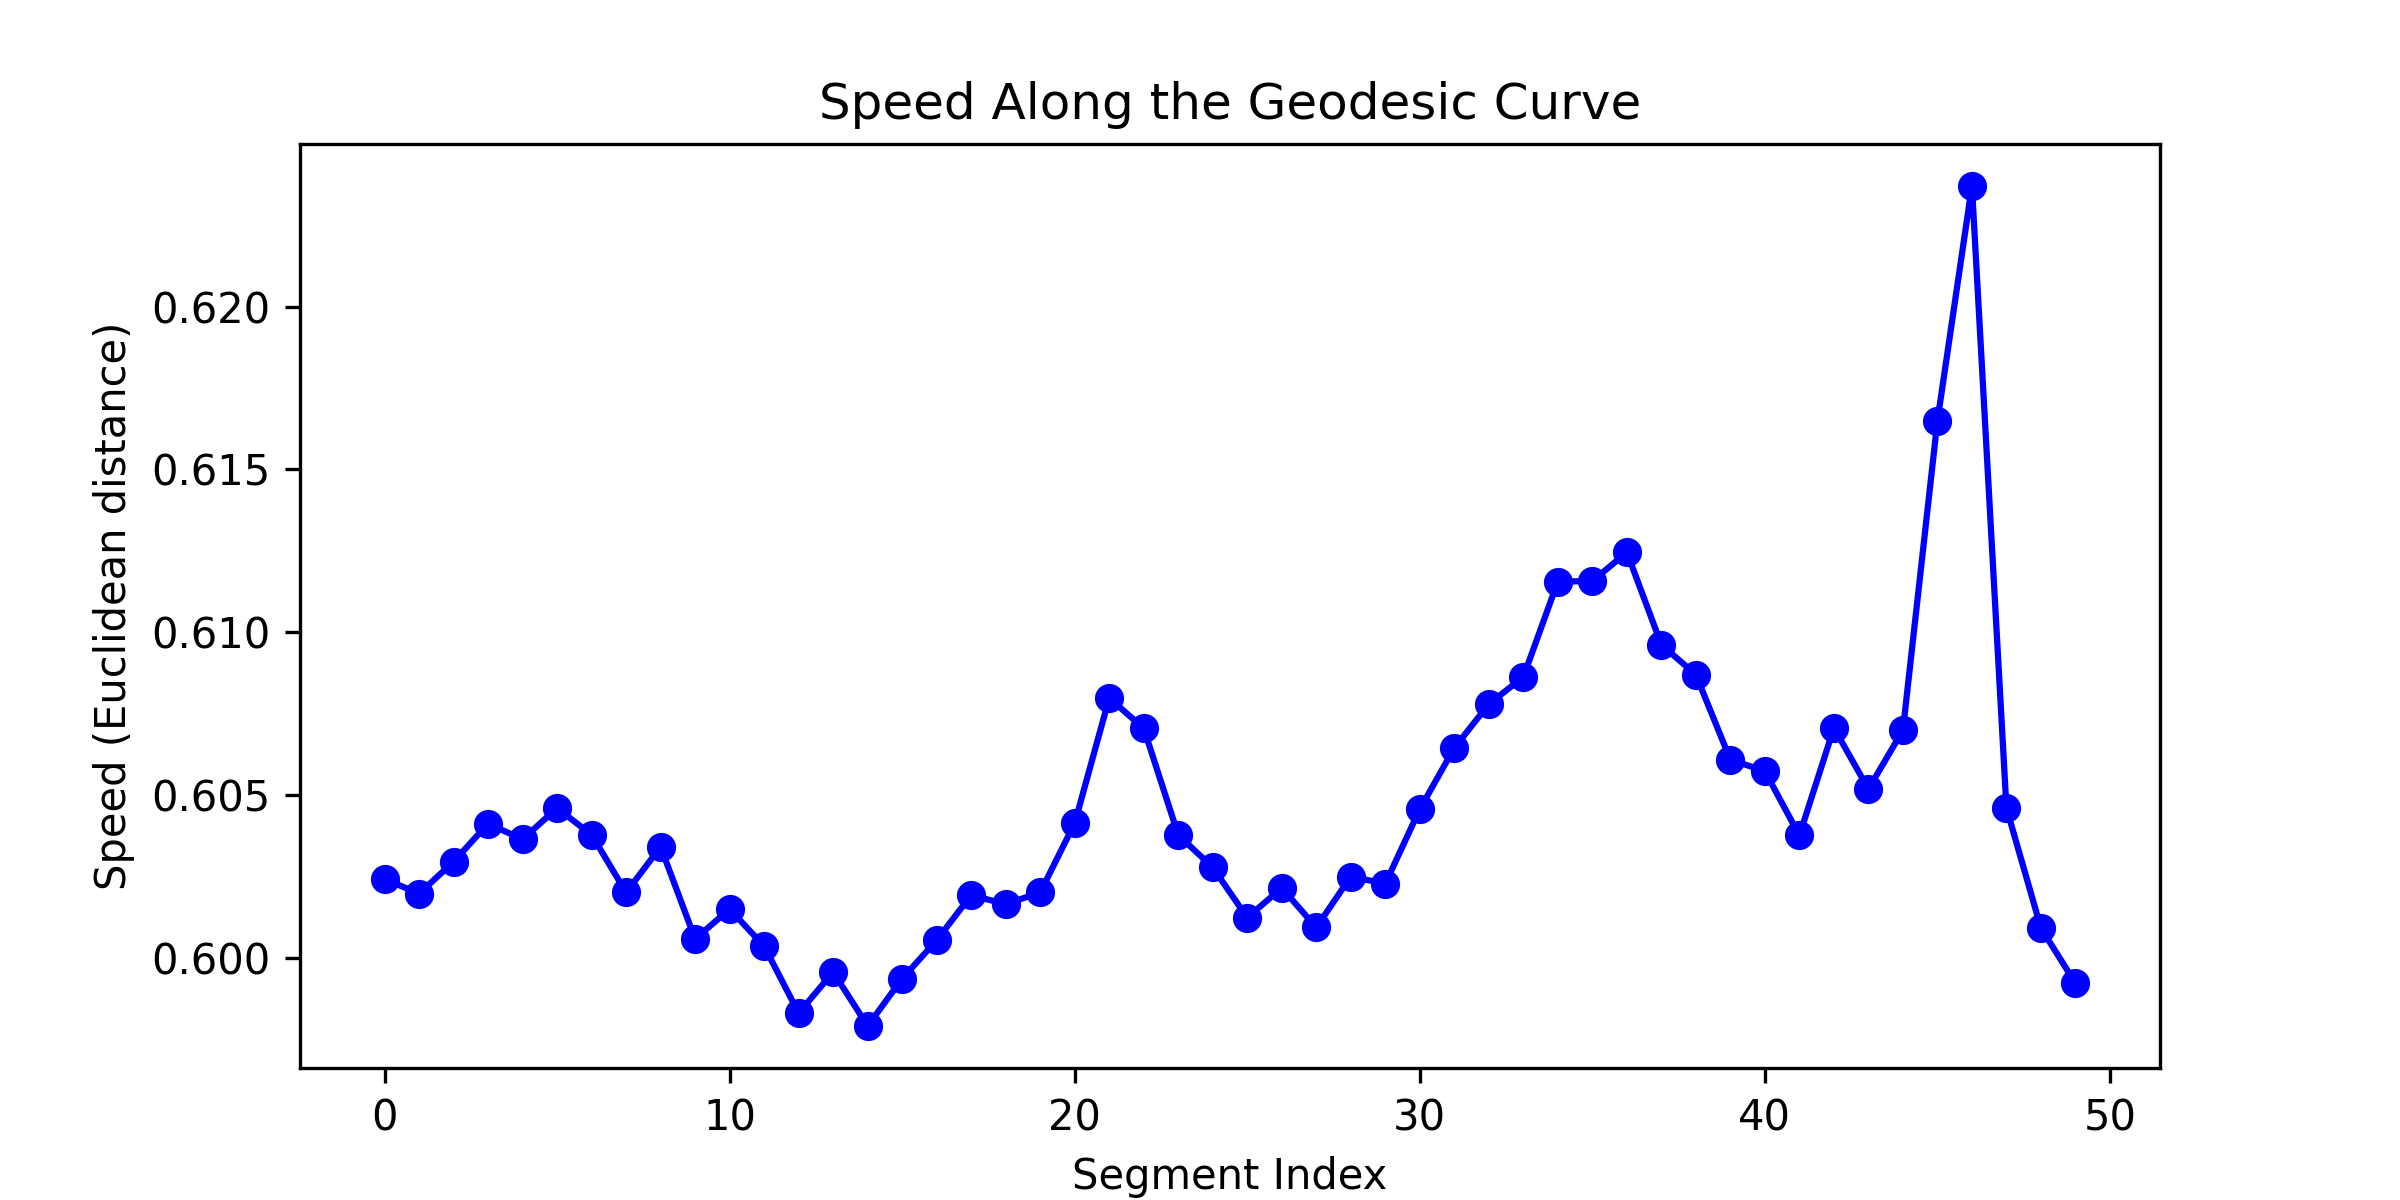 Speed Along the Geodesic Curve
Speed (Euclidean distance)
0.620
0.615
0.610
0.605
0.600
0 10 20 30 40 50
Segment Index